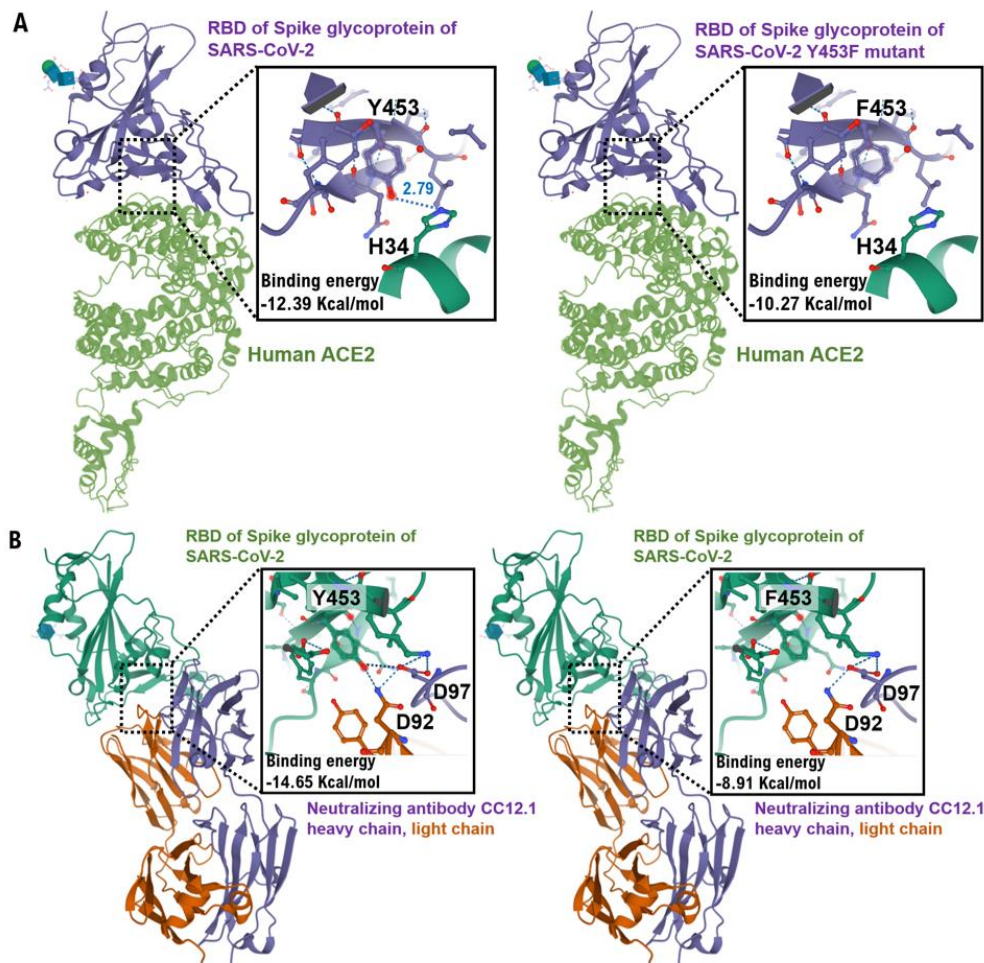 A
RBD of Spike glycoprotein of
SARS-CoV-2
Y453
2.79
H34
Binding energy
-12.39 Kcal/mol
Human ACE2
RBD of Spike glycoprotein of
SARS-CoV-2 Y453F mutant
F453
H34
Binding energy
-10.27 Kcal/mol
Human ACE2
B
RBD of Spike glycoprotein of
SARS-CoV-2
Y453
D97
D92
Binding energy
-14.65 Kcal/mol
Neutralizing antibody CC12.1
heavy chain, light chain
RBD of Spike glycoprotein of
SARS-CoV-2
F453
D97
D92
Binding energy
-8.91 Kcal/mol
Neutralizing antibody CC12.1
heavy chain, light chain